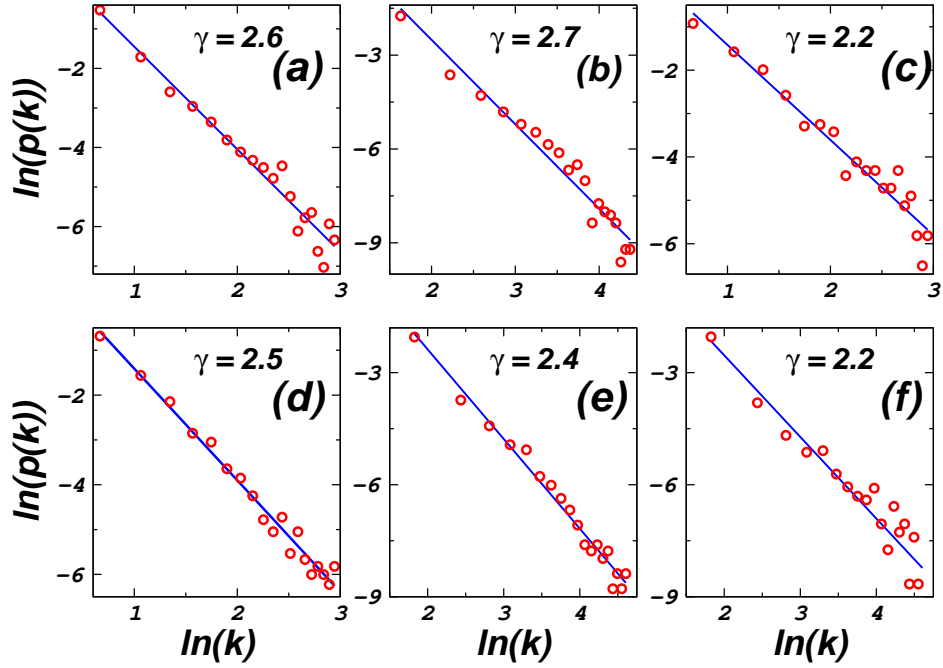 γ = 2.6
(a)
γ = 2.7
(b)
γ = 2.2
(c)
ln(p(k))
-2
-4
-6
1
2
3
-3
-6
-9
2
3
4
-2
-4
-6
1
2
3
γ = 2.5
(d)
γ = 2.4
(e)
γ = 2.2
(f)
ln(p(k))
-2
-4
-6
1
2
3
-3
-6
-9
2
3
4
-3
-6
-9
2
3
4
ln(k)
ln(k)
ln(k)